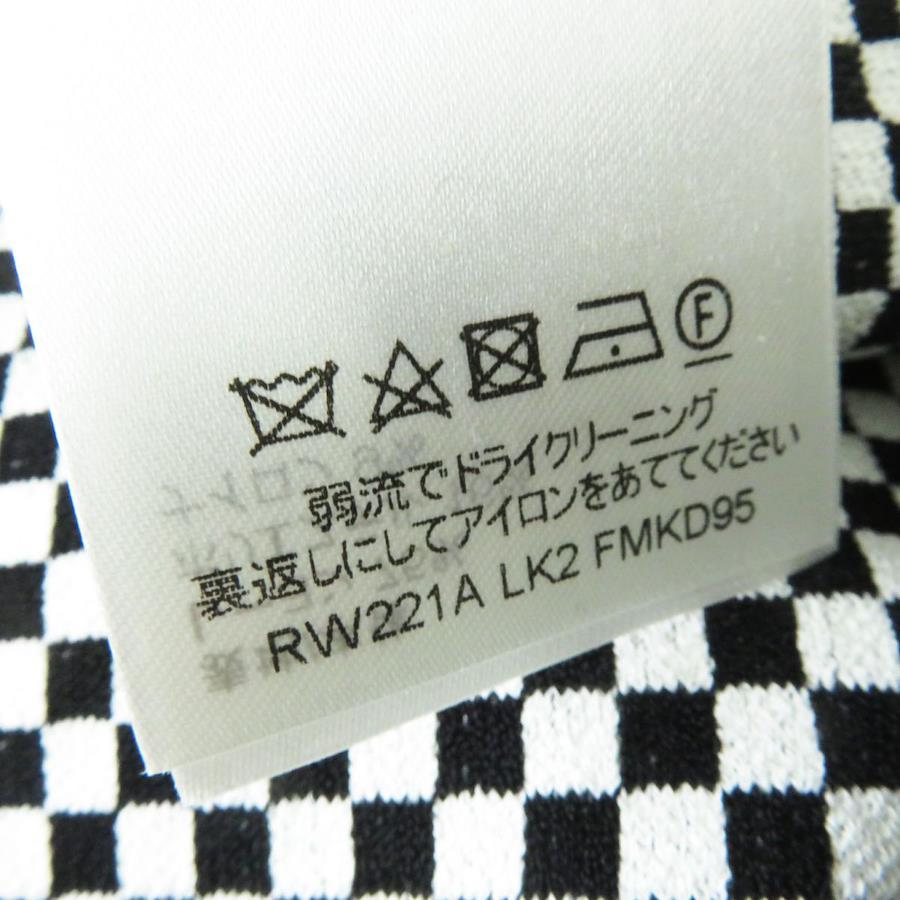 F
弱流でドライクリーニング
裏返しにしてアイロンをあててください
RW221A LK2 FMKD95